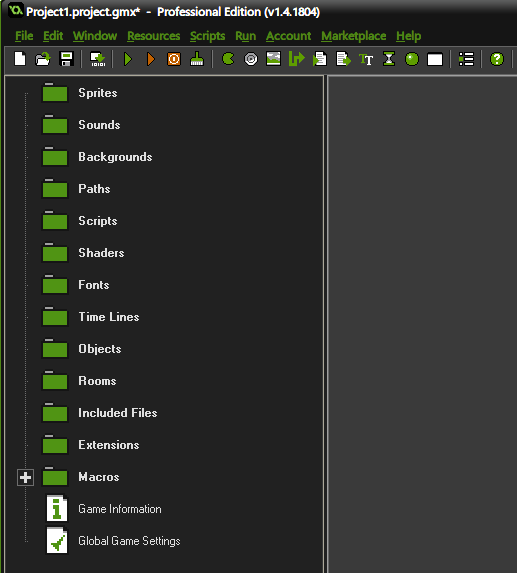 Project1.project.gmx* - Professional Edition (v1.4.1804)
File Edit Window Resources Scripts Run Account Marketplace Help
Sprites
Sounds
Backgrounds
Paths
Scripts
Shaders
Fonts
Time Lines
Objects
Rooms
Included Files
Extensions
Macros
Game Information
Global Game Settings